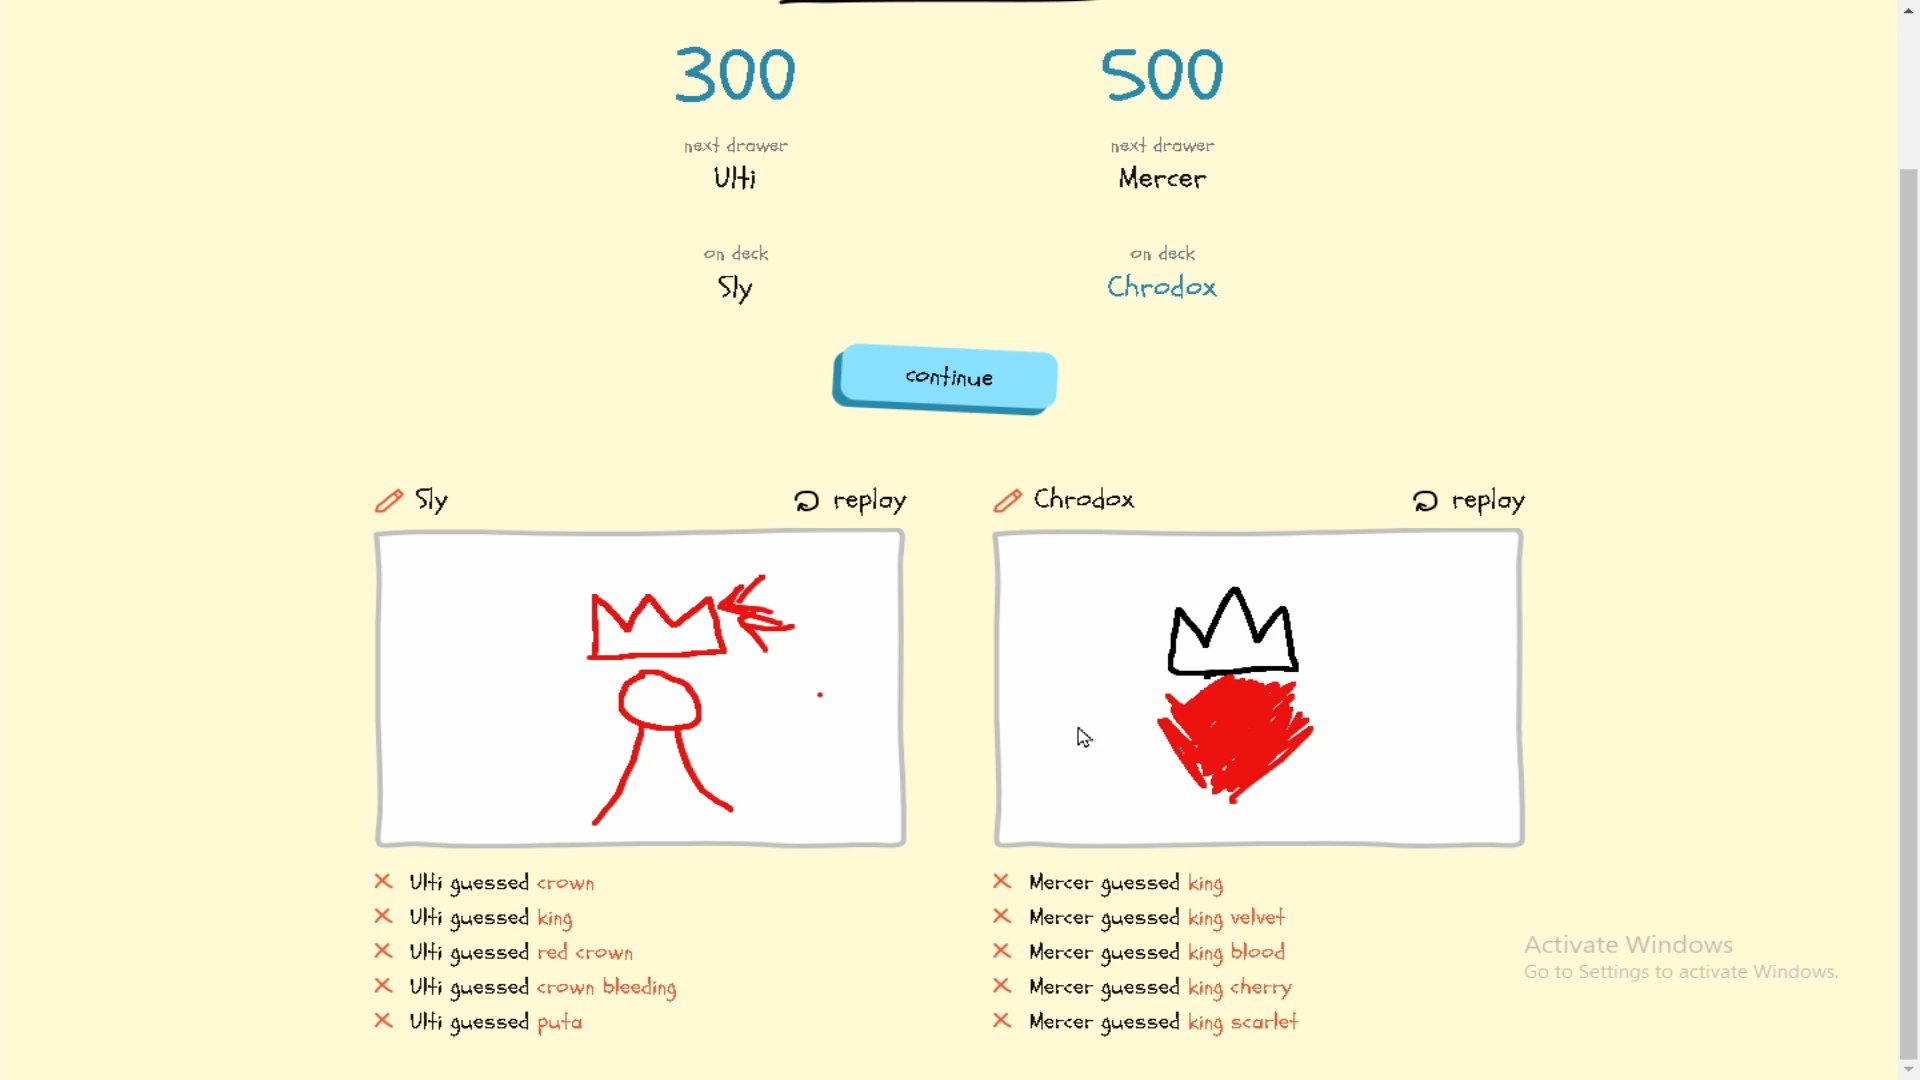 300
500
next drawer
next drawer
Ulti
Mercer
on deck
on deck
Sly
Chrodox
continue
Sly
replay
Chrodox
replay
Ulti guessed crown
Ulti guessed king
Ulti guessed red crown
Ulti guessed crown bleeding
Ulti guessed puta
Mercer guessed king
Mercer guessed king velvet
Mercer guessed king blood
Mercer guessed king cherry
Mercer guessed king scarlet
Activate Windows
Go to Settings to activate Windows.